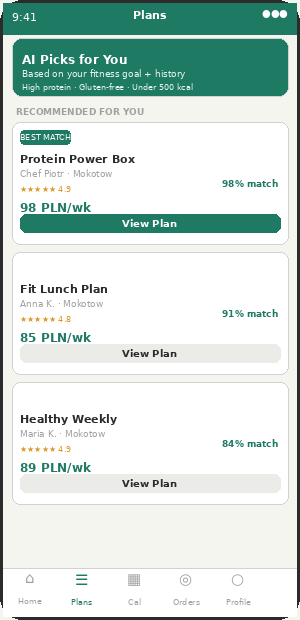 9:41
Plans
AI Picks for You
Based on your fitness goal + history
High protein · Gluten-free · Under 500 kcal
RECOMMENDED FOR YOU
BEST MATCH
Protein Power Box
Chef Piotr · Mokotow
★★★★★ 4.9
98% match
98 PLN/wk
View Plan
Fit Lunch Plan
Anna K. · Mokotow
★★★★★ 4.8
91% match
85 PLN/wk
View Plan
Healthy Weekly
Maria K. · Mokotow
★★★★★ 4.9
84% match
89 PLN/wk
View Plan
Home Plans Cal Orders Profile